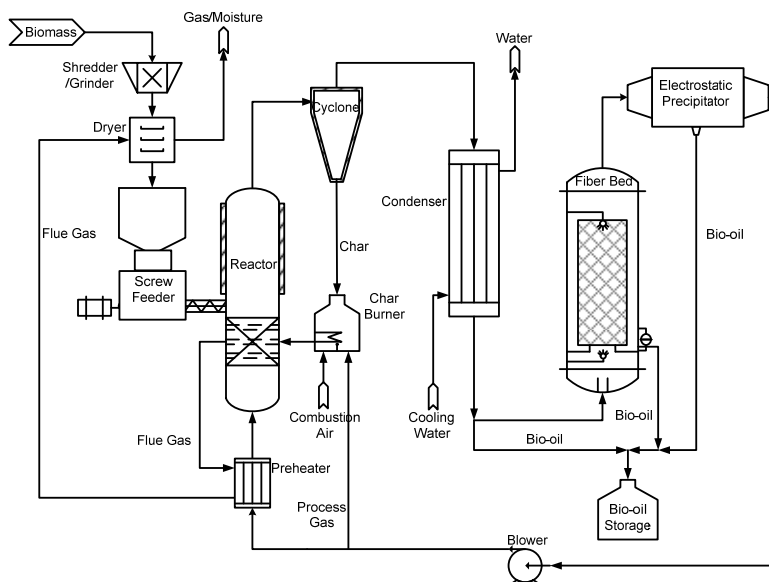 Gas/Moisture
Biomass
Water
Shredder
/Grinder
Cyclone
Electrostatic
Precipitator
Dryer
Fiber Bed
Condenser
Flue Gas
Char
Bio-oil
Reactor
Screw
Feeder
Char
Burner
Combustion
Air
Cooling
Water
Bio-oil
Flue Gas
Bio-oil
Preheater
Process
Gas
Bio-oil
Storage
Blower